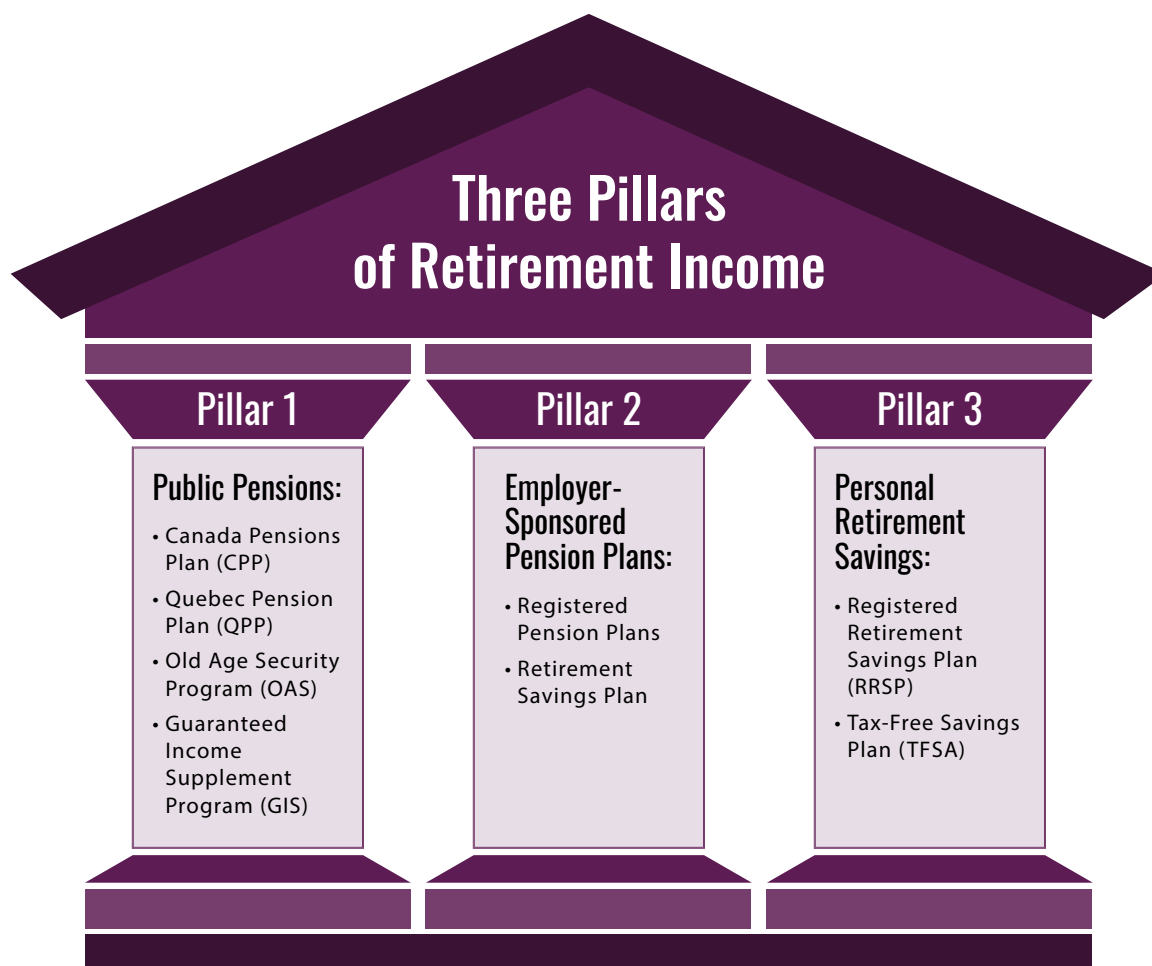 Three Pillars
of Retirement Income
Pillar 1
Public Pensions:
• Canada Pensions
Plan (CPP)
• Quebec Pension
Plan (QPP)
• Old Age Security
Program (OAS)
• Guaranteed
Income
Supplement
Program (GIS)
Pillar 2
Employer-
Sponsored
Pension Plans:
• Registered
Pension Plans
• Retirement
Savings Plan
Pillar 3
Personal
Retirement
Savings:
• Registered
Retirement
Savings Plan
(RRSP)
• Tax-Free Savings
Plan (TFSA)